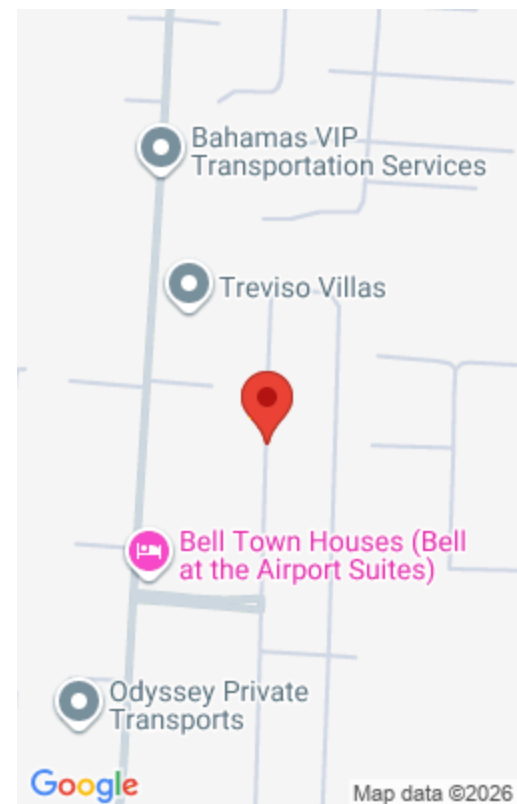 Bahamas VIP
Transportation Services
Treviso Villas
Bell Town Houses (Bell
at the Airport Suites)
Odyssey Private
Transports
Google
Map data ©2026